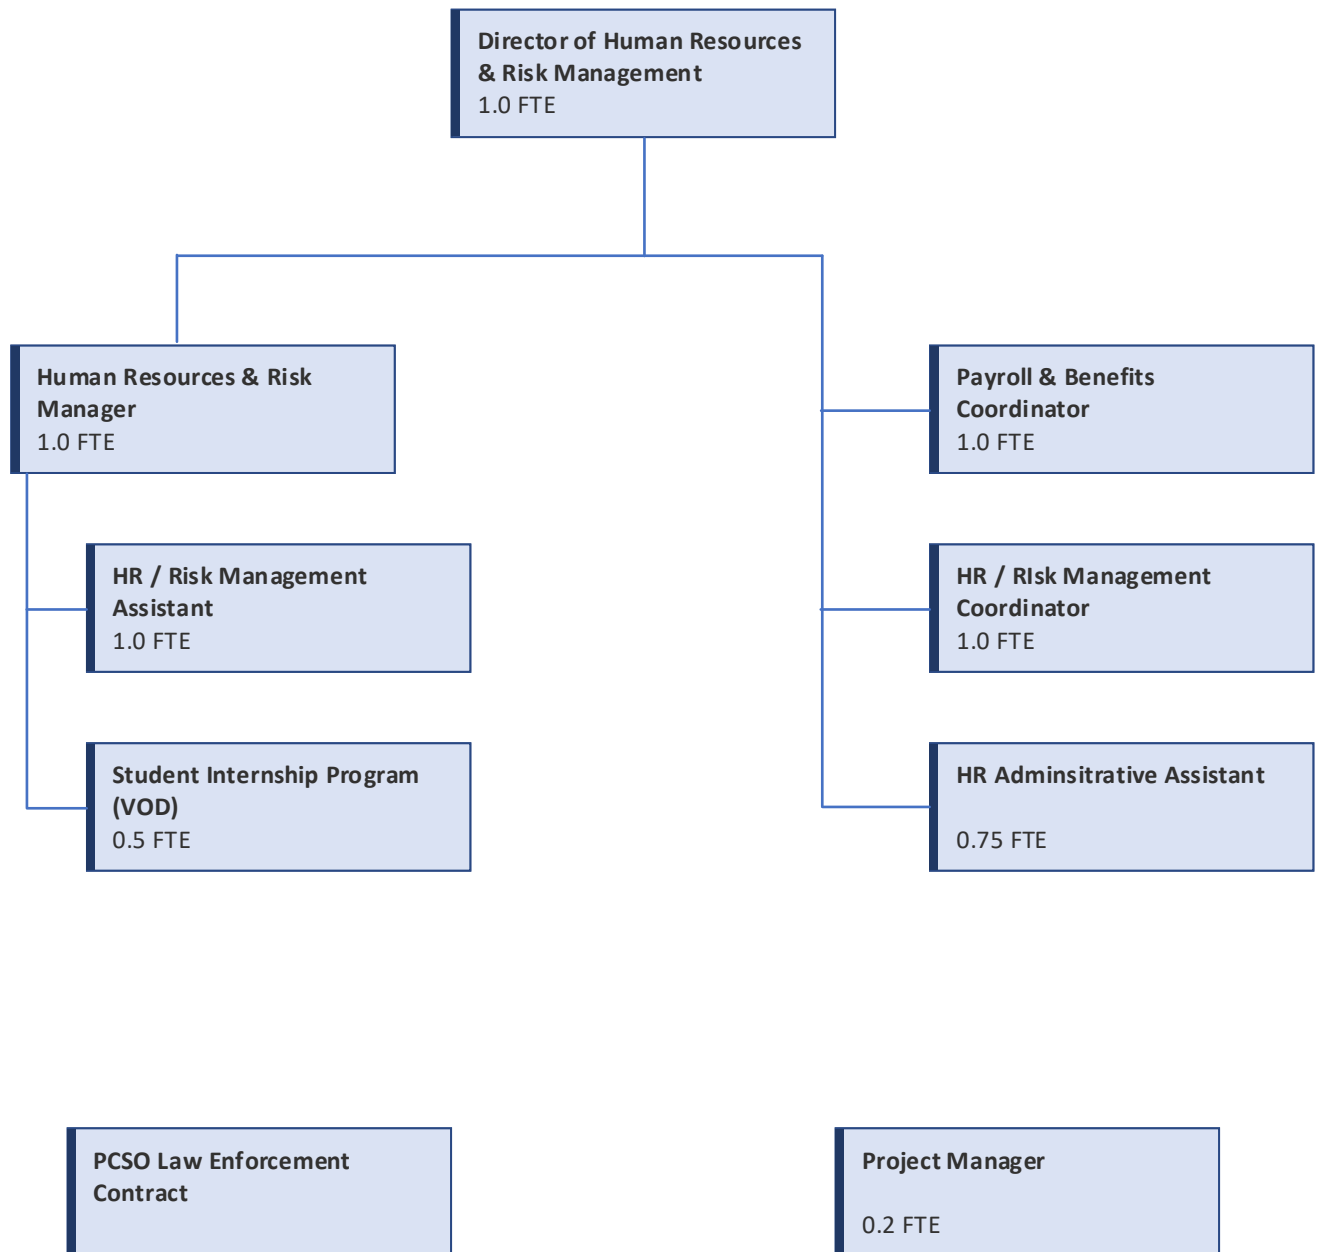 Director of Human Resources
& Risk Management
1.0 FTE
Human Resources & Risk
Manager
1.0 FTE
Payroll & Benefits
Coordinator
1.0 FTE
HR / Risk Management
Assistant
1.0 FTE
HR / RIsk Management
Coordinator
1.0 FTE
Student Internship Program
(VOD)
0.5 FTE
HR Adminsitrative Assistant
0.75 FTE
PCSO Law Enforcement
Contract
Project Manager
0.2 FTE